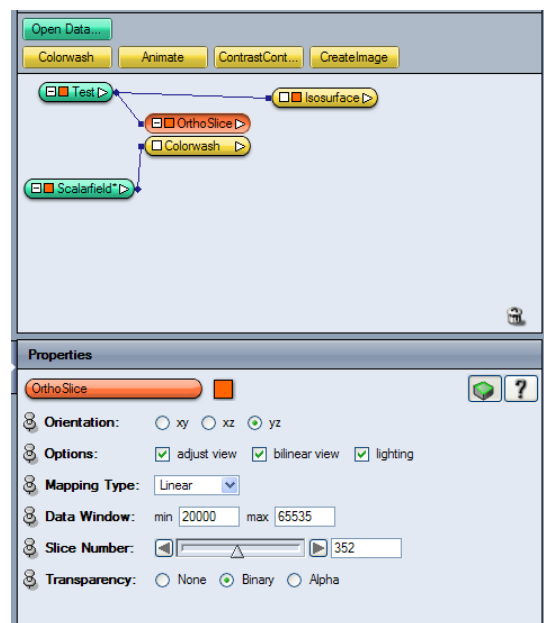 Open Data...
Colorwash Animate ContrastCont... CreateImage
Test
Isosurface
OrthoSlice
Colorwash
Scalarfield*
Properties
OrthoSlice ?
Orientation: xy xz yz
Options: adjust view bilinear view lighting
Mapping Type: Linear
Data Window: min 20000 max 65535
Slice Number: 352
Transparency: None Binary Alpha